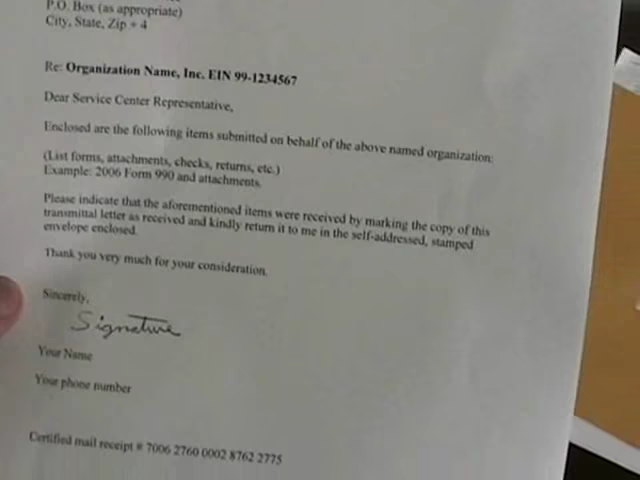 P.O. Box (as appropriate)
City, State, Zip + 4
Re: Organization Name, Inc. EIN 99-1234567
Dear Service Center Representative,
Enclosed are the following items submitted on behalf of the above named organization:
(List forms, attachments, checks, returns, etc.)
Example: 2006 Form 990 and attachments.
Please indicate that the aforementioned items were received by marking the copy of this
transmittal letter as received and kindly return it to me in the self-addressed, stamped
envelope enclosed.
Thank you very much for your consideration.
Sincerely,
Signature
Your Name
Your phone number
Certified mail receipt # 7006 2760 0002 8762 2775